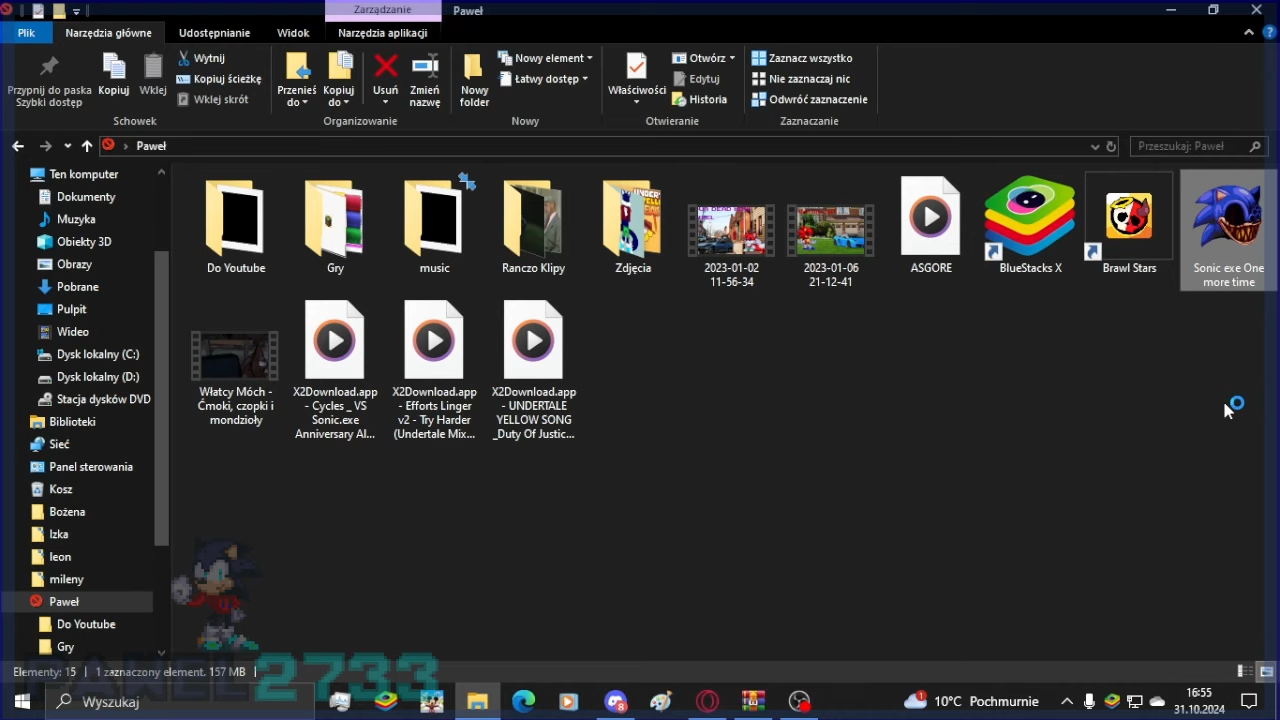 Zarządzanie
Paweł
Plik
Narzędzia główne
Udostępnianie
Widok
Narzędzia aplikacji
Przypnij do paska
Szybki dostęp
Kopiuj
Wklej
Wytnij
Kopiuj ścieżkę
Wklej skrót
Schowek
Przenieś
do
Kopiuj
do
Usuń
Zmień
nazwę
Organizowanie
Nowy
folder
Nowy element
Łatwy dostęp
Nowy
Właściwości
Otwórz
Edytuj
Historia
Otwieranie
Zaznacz wszystko
Nie zaznaczaj nic
Odwróć zaznaczenie
Zaznaczanie
Paweł
Przeszukaj: Paweł
Ten komputer
Dokumenty
Muzyka
Obiekty 3D
Obrazy
Pobrane
Pulpit
Wideo
Dysk lokalny (C:)
Dysk lokalny (D:)
Stacja dysków DVD
Biblioteki
Sieć
Panel sterowania
Kosz
Bożena
Izka
leon
mileny
Paweł
Do Youtube
Gry
Do Youtube
Gry
music
Ranczo Klipy
Zdjęcia
2023-01-02
11-56-34
2023-01-06
21-12-41
ASGORE
BlueStacks X
Brawl Stars
Sonic exe One
more time
Włatcy Móch -
Ćmoki, czopki i
mondzioły
X2Download.app
- Cycles _ VS
Sonic.exe
Anniversary Al...
X2Download.app
- Efforts Linger
v2 - Try Harder
(Undertale Mix...
X2Download.app
- UNDERTALE
YELLOW SONG
_Duty Of Justic...
Elementy: 15
1 zaznaczony element. 157 MB
PAWEL2733
Wyszukaj
10°C Pochmurnie
16:55
31.10.2024